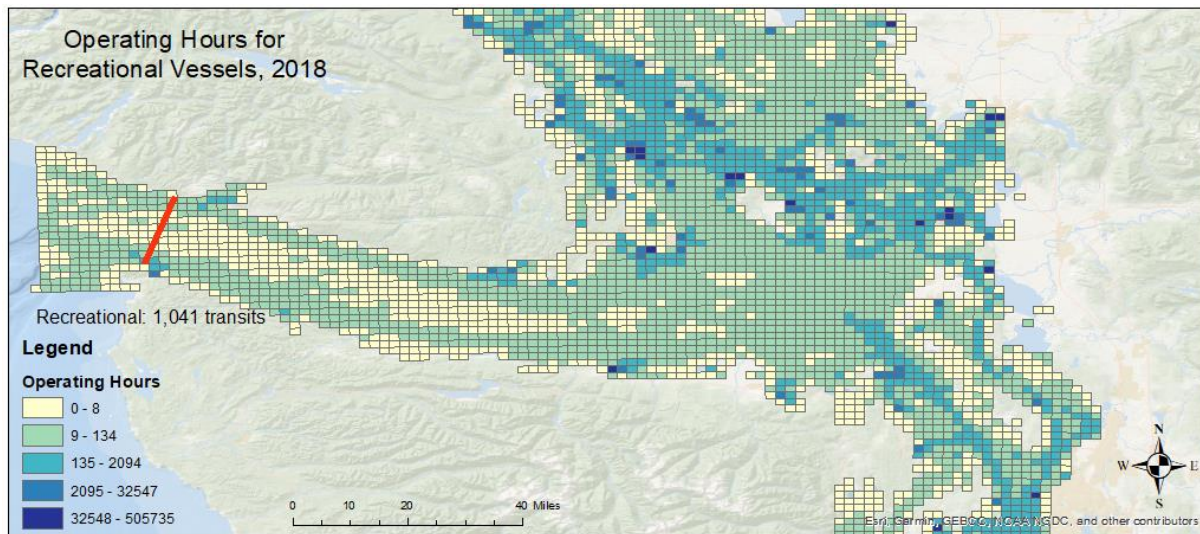 Operating Hours for
Recreational Vessels, 2018
Recreational: 1,041 transits
Legend
Operating Hours
0 - 8
9 - 134
135 - 2094
2095 - 32547
32548 - 505735
0 20 40 Miles
N
W E
S
Esri, Garmin, GEBCO, NOAA NGDC, and other contributors